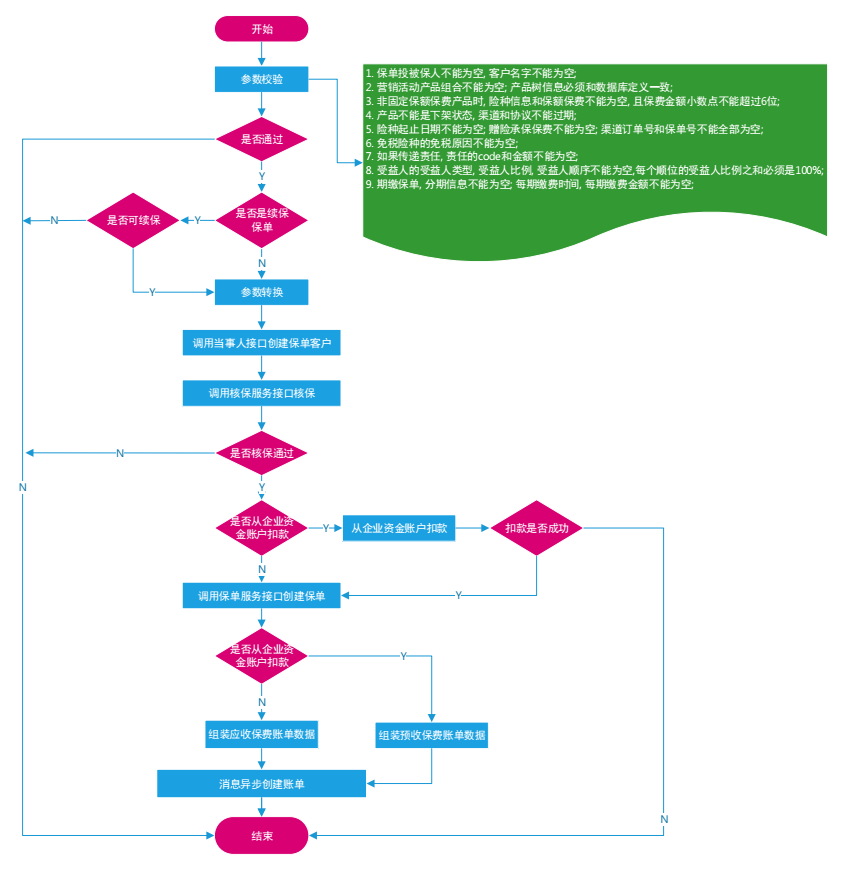 开始
参数校验
1. 保单投被保人不能为空, 客户名字不能为空;
2. 营销活动产品组合不能为空; 产品树信息必须和数据库定义一致;
3. 非固定保额保费产品时, 险种信息和保额保费不能为空, 且保费金额小数点不能超过6位;
4. 产品不能是下架状态, 渠道和协议不能过期;
5. 险种起止日期不能为空; 赠险承保保费不能为空; 渠道订单号和保单号不能全部为空;
6. 免税险种的免税原因不能为空;
7. 如果传递责任, 责任的code和金额不能为空;
8. 受益人的受益人类型, 受益人比例, 受益人顺序不能为空,每个顺位的受益人比例之和必须是100%;
9. 期缴保单, 分期信息不能为空; 每期缴费时间, 每期缴费金额不能为空;
是否通过
Y
N
是否可续保
Y
是否是续保
保单
N
Y
参数转换
调用当事人接口创建保单客户
调用核保服务接口核保
N
是否核保通过
N
Y
是否从企业资
金账户扣款
Y
从企业资金账户扣款
扣款是否成功
N
调用保单服务接口创建保单
Y
是否从企业资
金账户扣款
Y
N
组装应收保费账单数据
组装预收保费账单数据
消息异步创建账单
N
结束